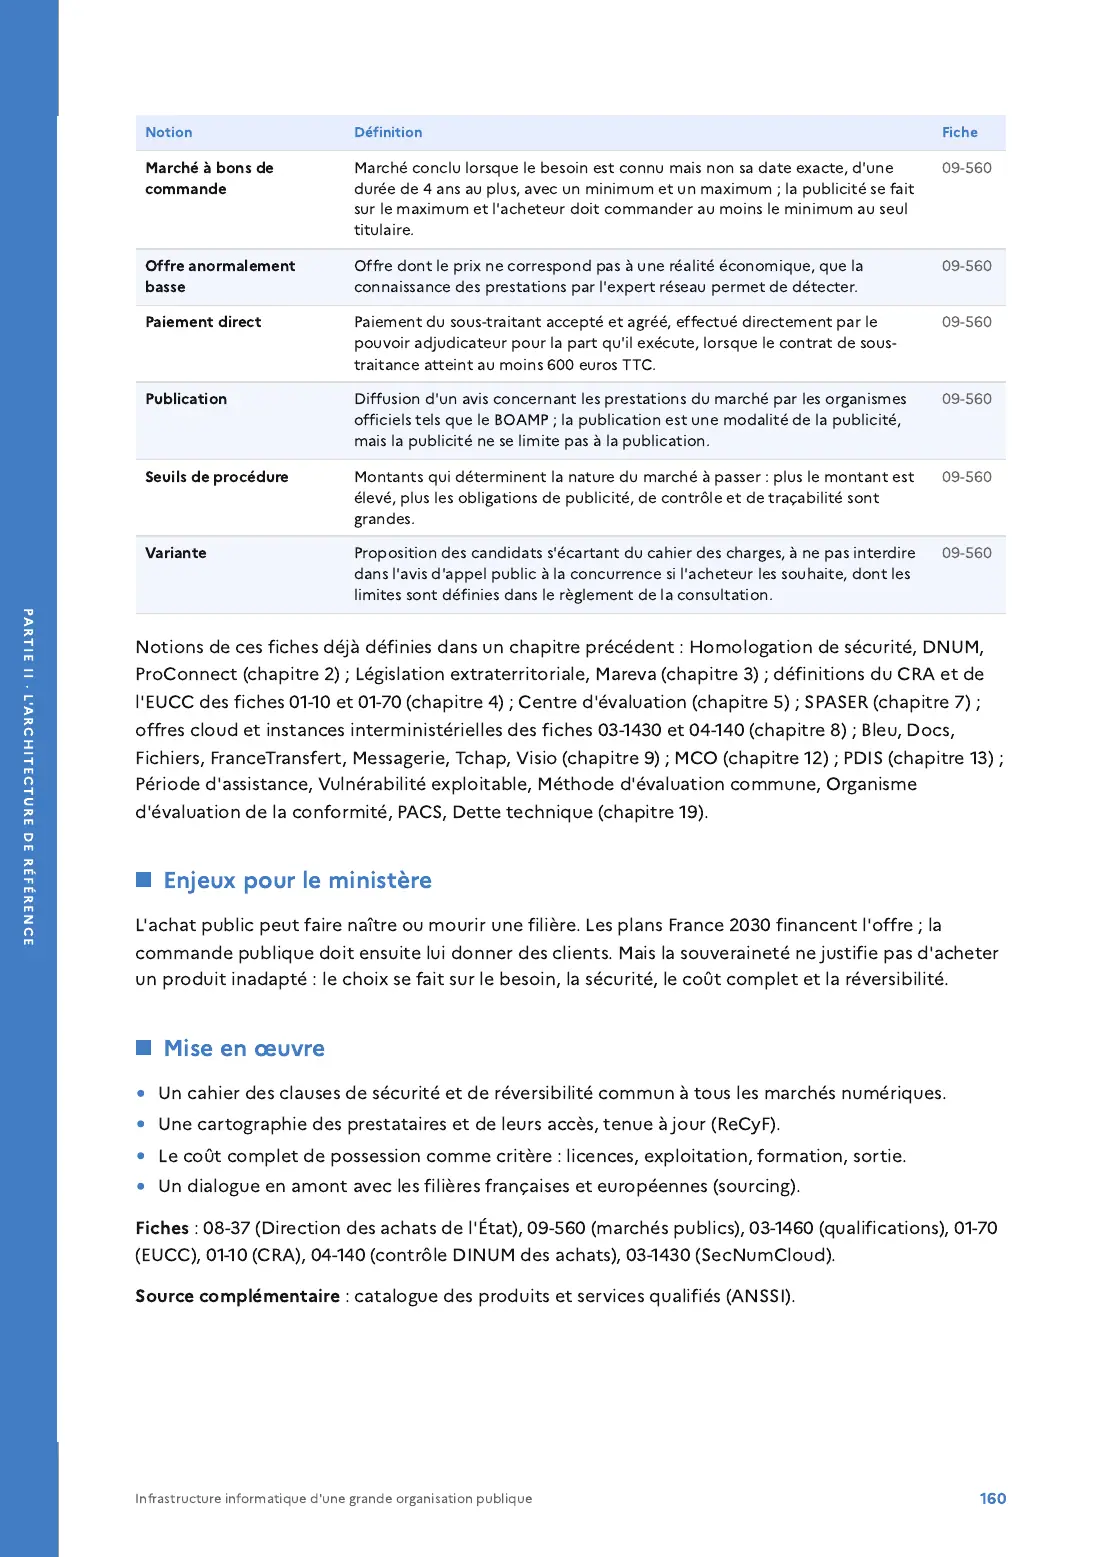 Notion Définition Fiche
Marché à bons de commande
Marché conclu lorsque le besoin est connu mais non sa date exacte, d'une
durée de 4 ans au plus, avec un minimum et un maximum ; la publicité se fait
sur le maximum et l'acheteur doit commander au moins le minimum au seul
titulaire.
09-560
Offre anormalement basse
Offre dont le prix ne correspond pas à une réalité économique, que la
connaissance des prestations par l'expert réseau permet de détecter.
09-560
Paiement direct
Paiement du sous-traitant accepté et agréé, effectué directement par le
pouvoir adjudicateur pour la part qu'il exécute, lorsque le contrat de sous-
traitance atteint au moins 600 euros TTC.
09-560
Publication
Diffusion d'un avis concernant les prestations du marché par les organismes
officiels tels que le BOAMP ; la publication est une modalité de la publicité,
mais la publicité ne se limite pas à la publication.
09-560
Seuils de procédure
Montants qui déterminent la nature du marché à passer : plus le montant est
élevé, plus les obligations de publicité, de contrôle et de traçabilité sont
grandes.
09-560
Variante
Proposition des candidats s'écartant du cahier des charges, à ne pas interdire
dans l'avis d'appel public à la concurrence si l'acheteur les souhaite, dont les
limites sont définies dans le règlement de la consultation.
09-560
Notions de ces fiches déjà définies dans un chapitre précédent : Homologation de sécurité, DNUM,
ProConnect (chapitre 2) ; Législation extraterritoriale, Mareva (chapitre 3) ; définitions du CRA et de
l'EUCC des fiches 01-10 et 01-70 (chapitre 4) ; Centre d'évaluation (chapitre 5) ; SPASER (chapitre 7) ;
offres cloud et instances interministérielles des fiches 03-1430 et 04-140 (chapitre 8) ; Bleu, Docs,
Fichiers, FranceTransfert, Messagerie, Tchap, Visio (chapitre 9) ; MCO (chapitre 12) ; PDIS (chapitre 13) ;
Période d'assistance, Vulnérabilité exploitable, Méthode d'évaluation commune, Organisme
d'évaluation de la conformité, PACS, Dette technique (chapitre 19).
Enjeux pour le ministère
L'achat public peut faire naître ou mourir une filière. Les plans France 2030 financent l'offre ; la
commande publique doit ensuite lui donner des clients. Mais la souveraineté ne justifie pas d'acheter
un produit inadapté : le choix se fait sur le besoin, la sécurité, le coût complet et la réversibilité.
Mise en œuvre
• Un cahier des clauses de sécurité et de réversibilité commun à tous les marchés numériques.
• Une cartographie des prestataires et de leurs accès, tenue à jour (ReCyF).
• Le coût complet de possession comme critère : licences, exploitation, formation, sortie.
• Un dialogue en amont avec les filières françaises et européennes (sourcing).
Fiches : 08-37 (Direction des achats de l'État), 09-560 (marchés publics), 03-1460 (qualifications), 01-70
(EUCC), 01-10 (CRA), 04-140 (contrôle DINUM des achats), 03-1430 (SecNumCloud).
Source complémentaire : catalogue des produits et services qualifiés (ANSSI).
PARTIE II · L'ARCHITECTURE DE RÉFÉRENCE
Infrastructure informatique d'une grande organisation publique 160